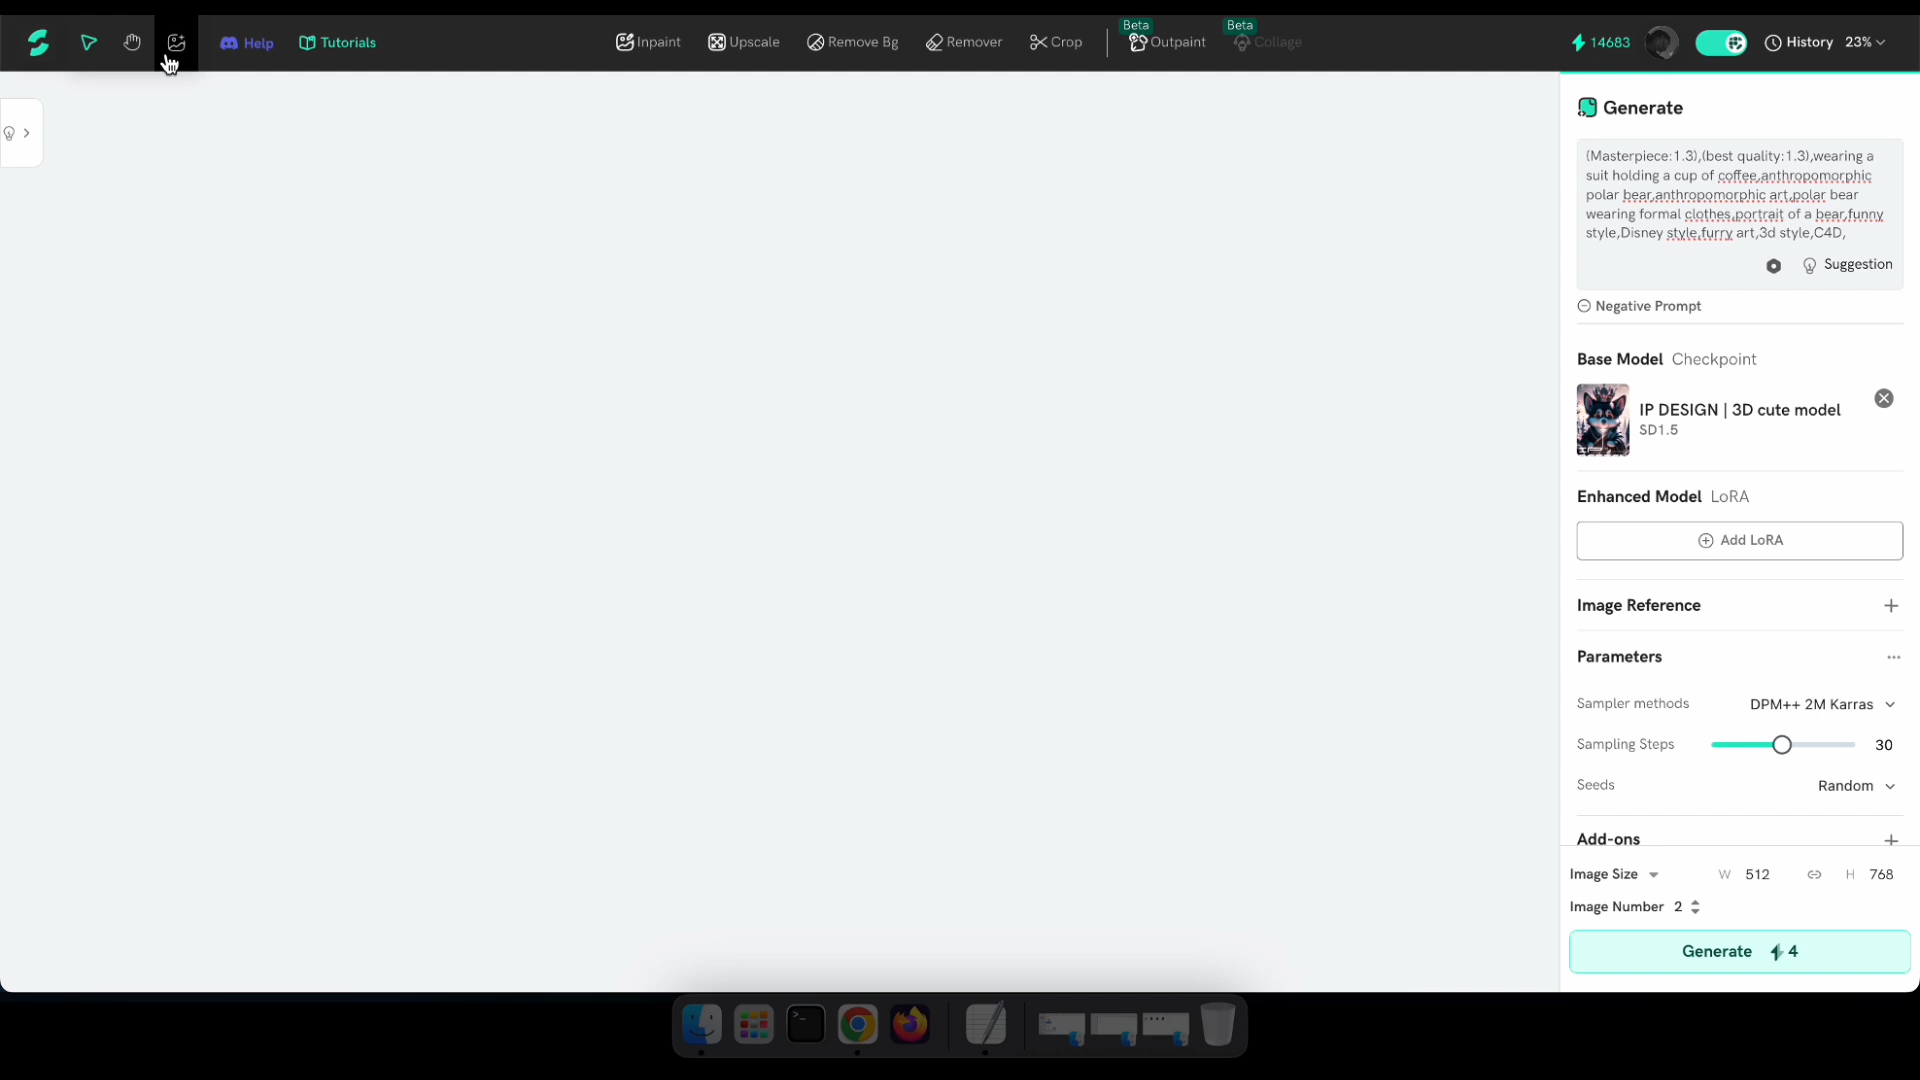 Beta
Beta
Help
Tutorials
Inpaint
Upscale
Remove Bg
Remover
Crop
Outpaint
Collage
14683
History
23%
Generate
(Masterpiece:1.3),(best quality:1.3),wearing a
suit holding a cup of coffee,anthropomorphic
polar bear,anthropomorphic art,polar bear
wearing formal clothes,portrait of a bear,funny
style,Disney style,furry art,3d style,C4D,
Suggestion
Negative Prompt
Base Model Checkpoint
IP DESIGN | 3D cute model
SD1.5
Enhanced Model LoRA
Add LoRA
Image Reference
Parameters
Sampler methods DPM++ 2M Karras
Sampling Steps 30
Seeds Random
Add-ons
Image Size W 512 H 768
Image Number 2
Generate 4